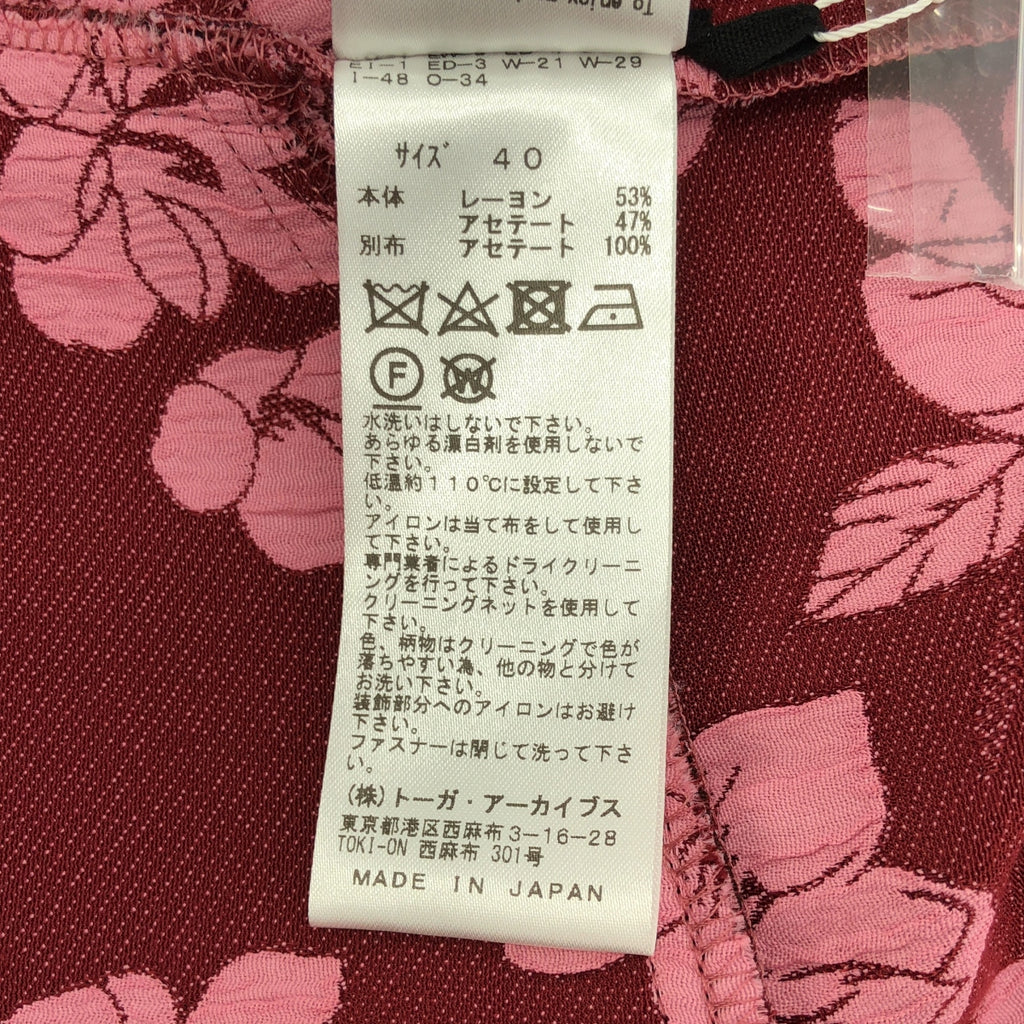 To enjoy
I-48 O-34 W-21 W-29
サイズ 40
本体 レーヨン 53%
アセテート 47%
別布 アセテート 100%
F
W
水洗いはしないで下さい。
あらゆる漂白剤を使用しないで
下さい。
低温約110℃に設定して下さ
い。
アイロンは当て布をして使用し
て下さい。
専門業者によるドライクリーニ
ングを行って下さい。
クリーニングネットを使用して
下さい。
色、柄物はクリーニングで色が
落ちやすい為、他の物と分けて
お洗い下さい。
装飾部分へのアイロンはお避け
下さい。
ファスナーは閉じて洗って下さ
い。
(株)トーガ・アーカイブス
東京都港区西麻布3-16-28
TOKI-ON 西麻布 301号
MADE IN JAPAN